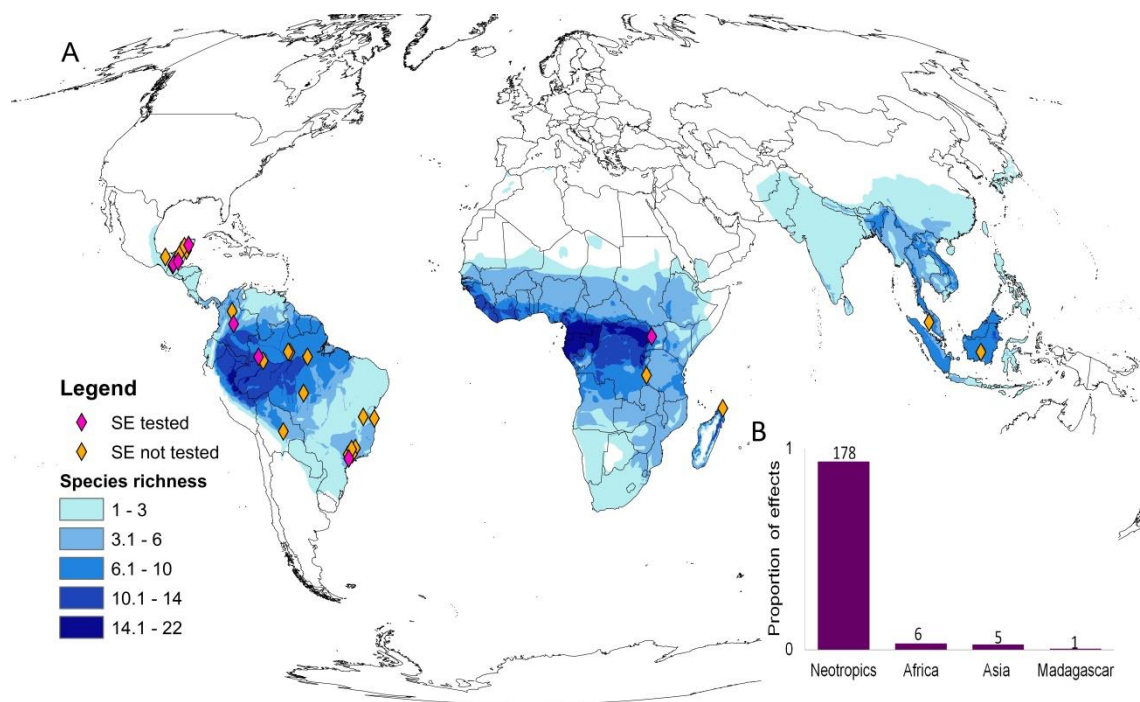 A
Legend
SE tested
SE not tested
Species richness
1 - 3
3.1 - 6
6.1 - 10
10.1 - 14
14.1 - 22
B
Proportion of effects
1
0
178
6
5
1
Neotropics Africa Asia Madagascar